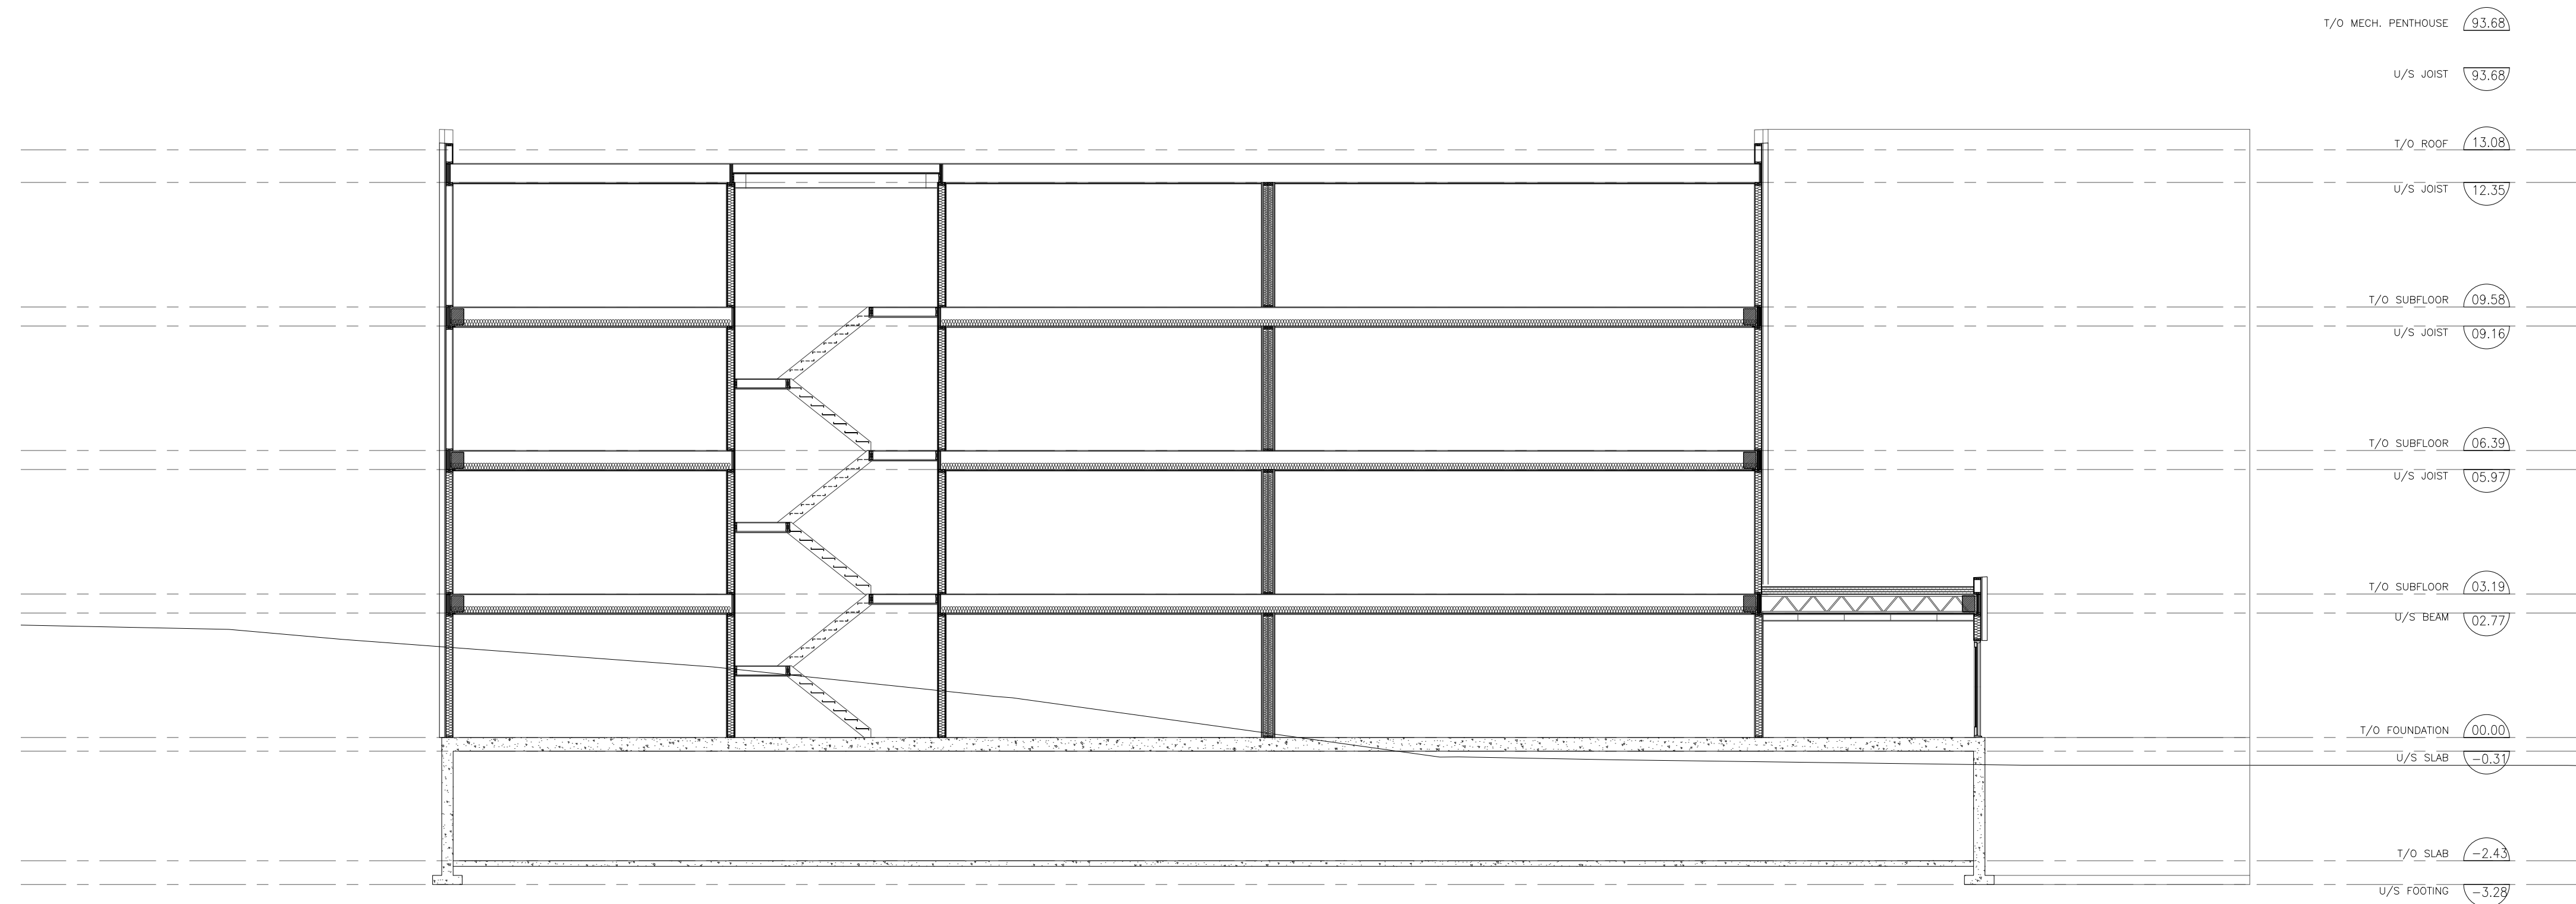 T/O MECH. PENTHOUSE 93.68
U/S JOIST 93.68
T/O ROOF 13.08
U/S JOIST 12.35
T/O SUBFLOOR 09.58
U/S JOIST 09.16
T/O SUBFLOOR 06.39
U/S JOIST 05.97
T/O SUBFLOOR 03.19
U/S BEAM 02.77
T/O FOUNDATION 00.00
U/S SLAB -0.31
T/O SLAB -2.43
U/S FOOTING -3.28